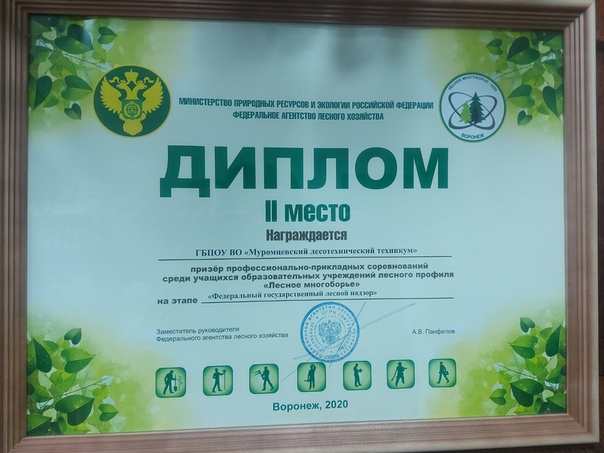 МИНИСТЕРСТВО ПРИРОДНЫХ РЕСУРСОВ И ЭКОЛОГИИ РОССИЙСКОЙ ФЕДЕРАЦИИ
ФЕДЕРАЛЬНОЕ АГЕНТСТВО ЛЕСНОГО ХОЗЯЙСТВА
ВОРОНЕЖ
ДИПЛОМ
II место
Награждается
ГБПОУ ВО «Муромцевский лесотехнический техникум»
призёр профессионально-прикладных соревнований
среди учащихся образовательных учреждений лесного профиля
«Лесное многоборье»
на этапе «Федеральный государственный лесной надзор»
Заместитель руководителя
Федерального агентства лесного хозяйства
А.В. Панфилов
Воронеж, 2020